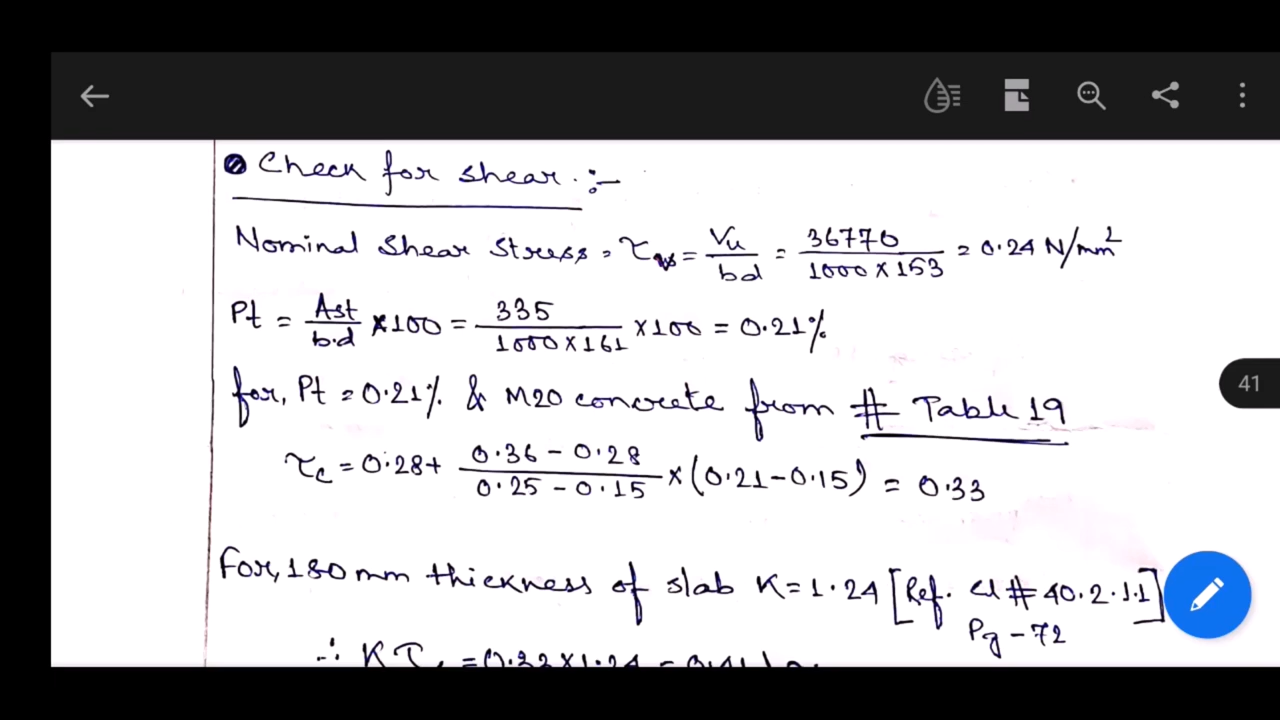 Check for shear :-
Nominal Shear Stress = τv = Vu/bd = 36770/1000×153 = 0.24 N/mm²
Pt = Ast/b.d ×100 = 335/1000×161 ×100 = 0.21%
41
for, Pt = 0.21% & M20 concrete from # Table 19
τc = 0.28+ 0.36-0.28/0.25-0.15 ×(0.21-0.15) = 0.33
For, 180mm thickness of slab K=1.24 [Ref. Cl # 40.2.1.1]
Pg-72